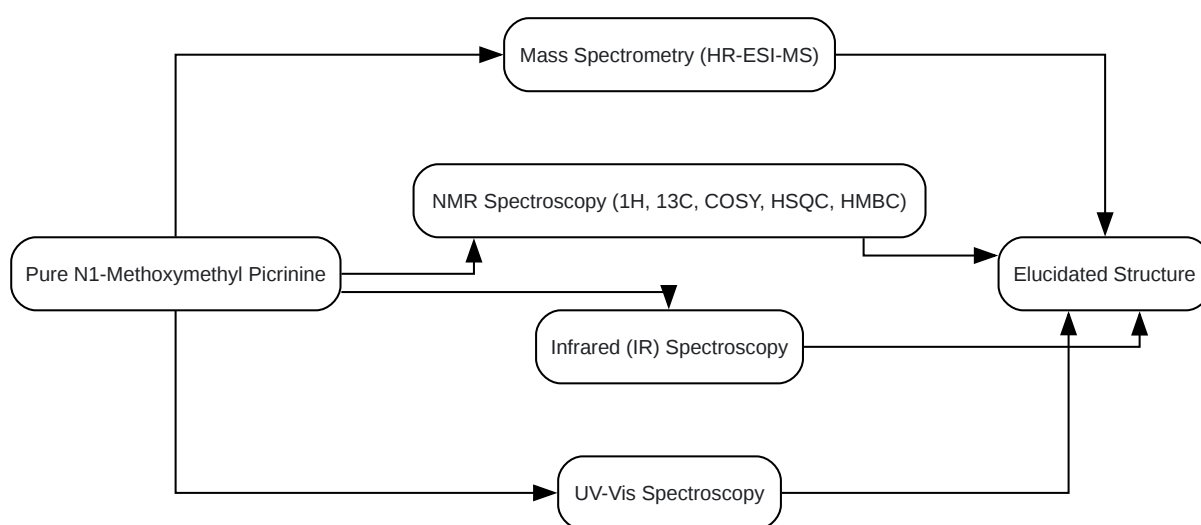 Mass Spectrometry (HR-ESI-MS)
NMR Spectroscopy (1H, 13C, COSY, HSQC, HMBC)
Pure N1-Methoxymethyl Picrinine
Elucidated Structure
Infrared (IR) Spectroscopy
UV-Vis Spectroscopy